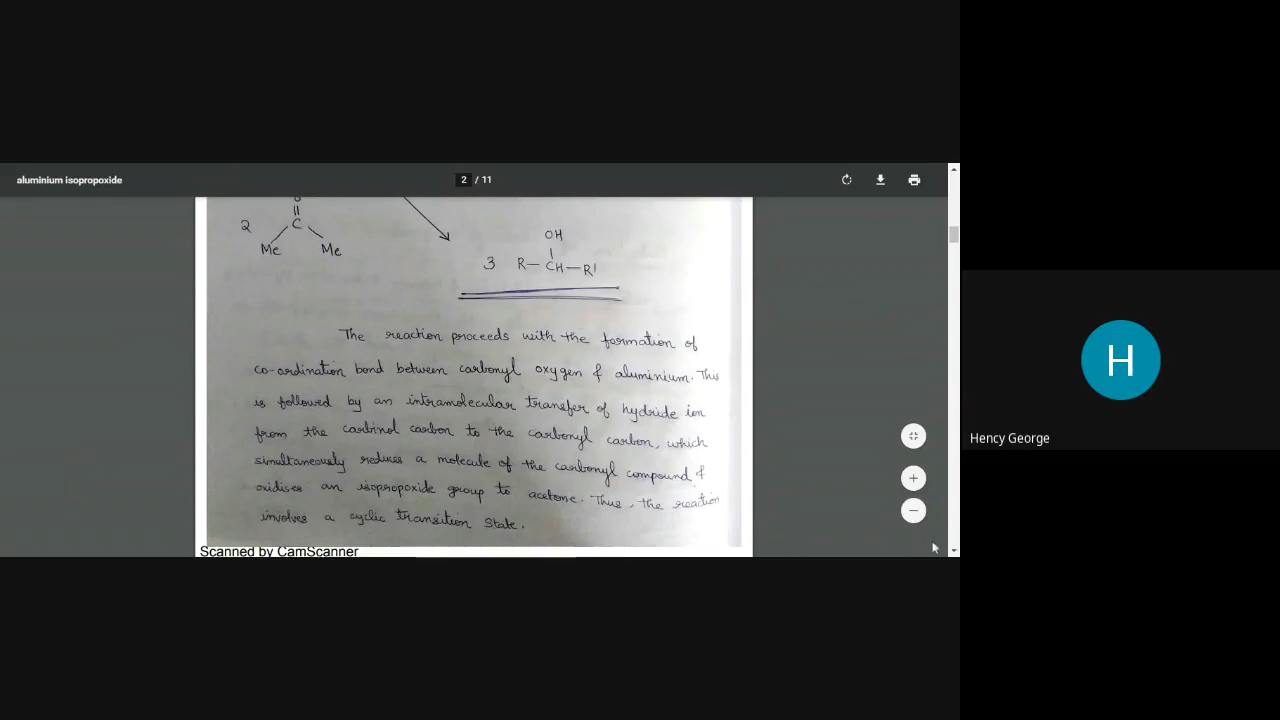 aluminium isopropoxide
2 / 11
O
||
2 C
Me Me
OH
|
3 R—CH—R'
The reaction proceeds with the formation of
co-ordination bond between carbonyl oxygen & aluminium. This
is followed by an intramolecular transfer of hydride ion
from the carbinol carbon to the carbonyl carbon, which
simultaneously reduces a molecule of the carbonyl compound &
oxidises an isopropoxide group to acetone. Thus, the reaction
involves a cyclic transition state.
Scanned by CamScanner
H
Hency George